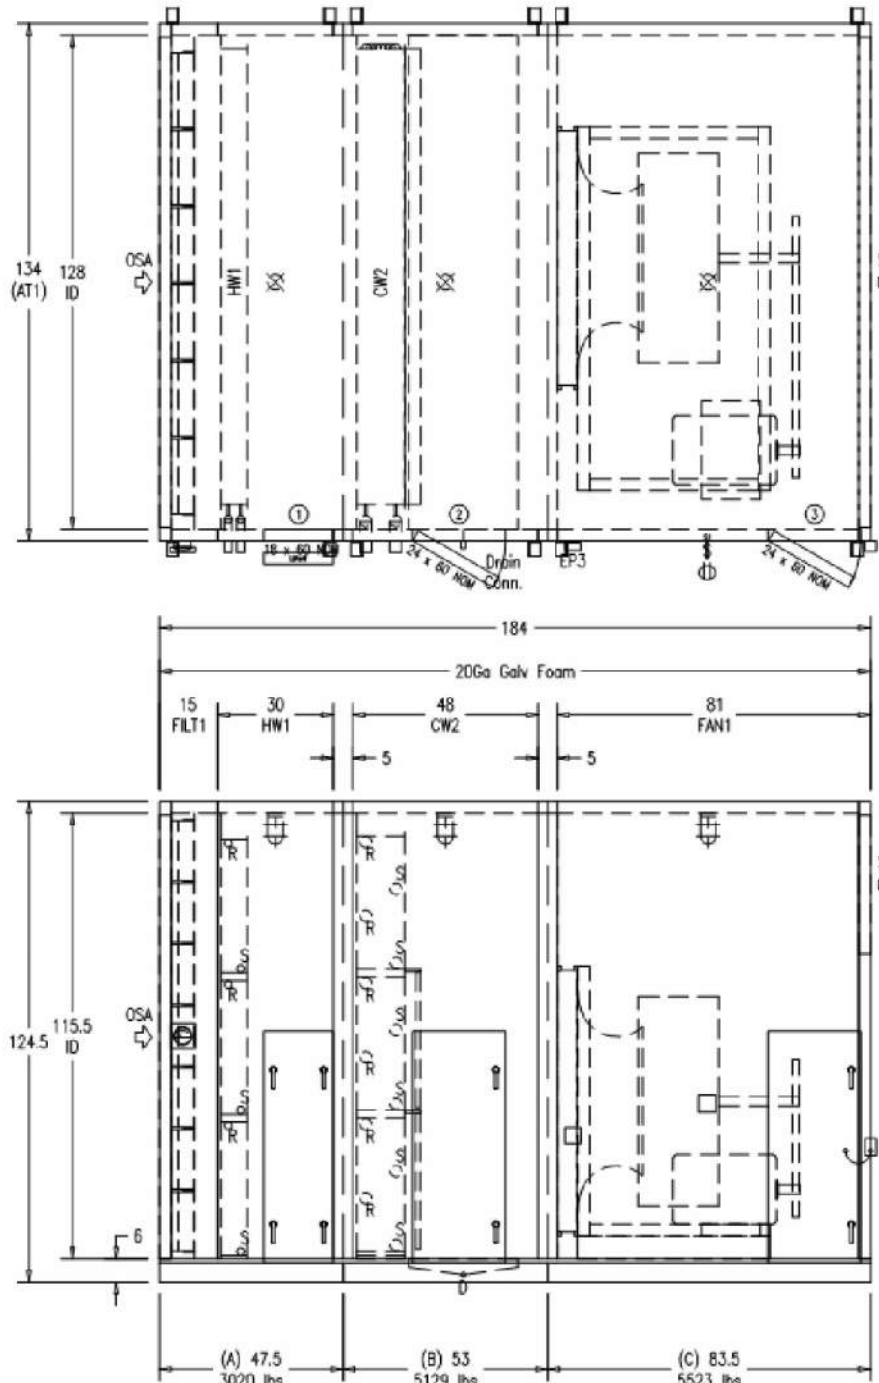 OSA
134
(AT1)
128
ID
HW1
CW2
1
2
3
18 x 60 NOM
24 x 60 NOM
Drain
Conn.
EP3
24 x 60 NOM
184
20Ga Galv Foam
15
FILT1
30
HW1
48
CW2
81
FAN1
5
5
R
S
R
S
R
S
R
S
R
S
R
S
R
S
R
S
R
S
OSA
124.5
115.5
ID
6
D
(A) 47.5
3020 lbs
(B) 53
5129 lbs
(C) 83.5
5523 lbs